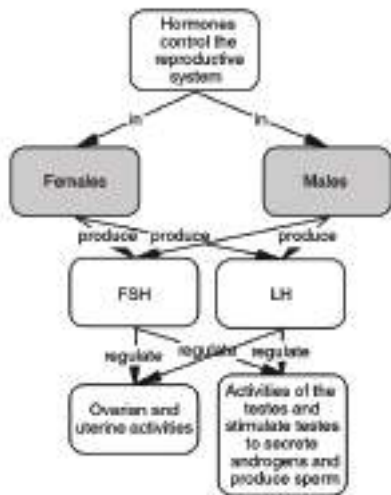 Hormones
control the
reproductive
system
in
in
Females
Males
produce
produce
produce
FSH
LH
regulate
regulate
regulate
Ovarian and
uterine activities
Activities of the
testes and
stimulate testes
to secrete
androgens and
produce sperm